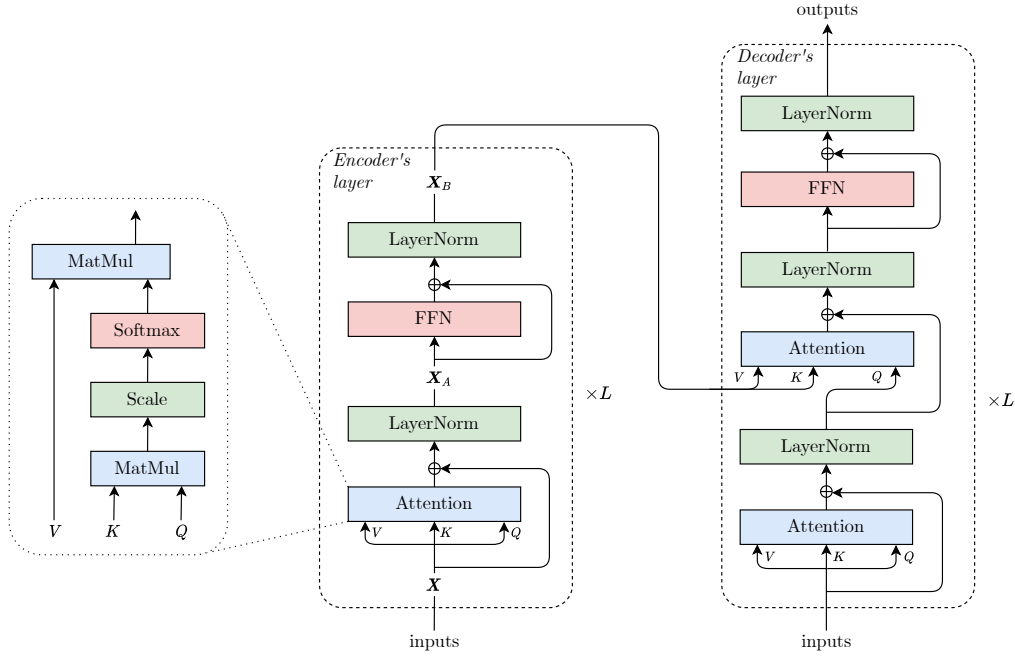 MatMul
Softmax
Scale
MatMul
V
K
Q
Encoder's
layer
X_B
LayerNorm
⊕
FFN
X_A
LayerNorm
⊕
Attention
V
K
Q
X
inputs
×L
outputs
Decoder's
layer
LayerNorm
⊕
FFN
LayerNorm
⊕
Attention
V
K
Q
LayerNorm
⊕
Attention
V
K
Q
inputs
×L